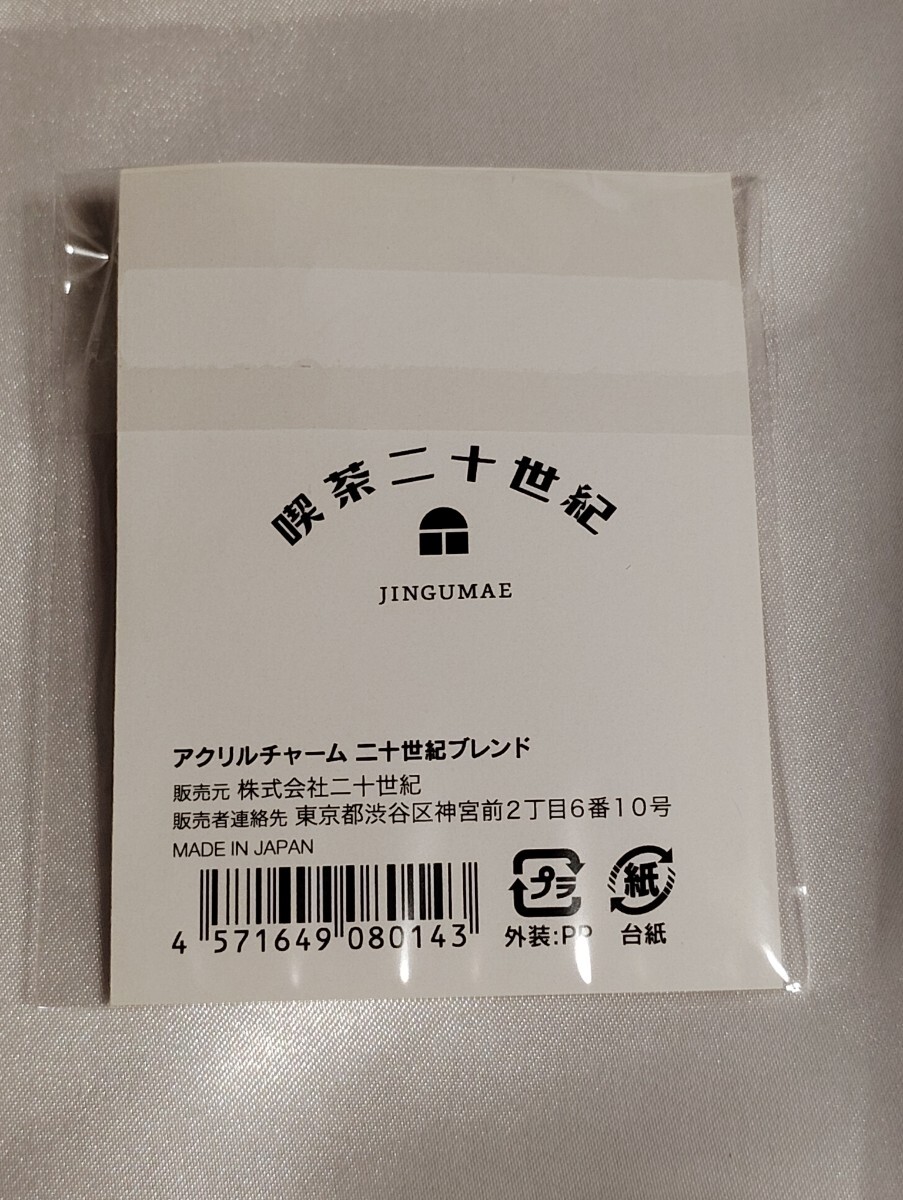 喫茶二十世紀
JINGUMAE
アクリルチャーム 二十世紀ブレンド
販売元 株式会社二十世紀
販売者連絡先 東京都渋谷区神宮前2丁目6番10号
MADE IN JAPAN
4 571649 080143
プラ
紙
外装:PP
台紙